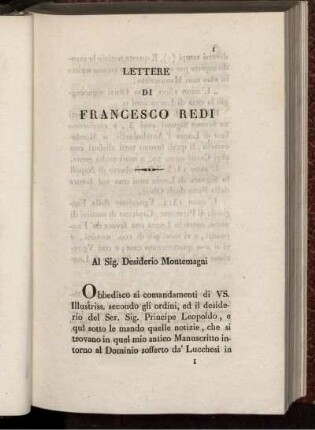 1
LETTERE
DI
FRANCESCO REDI
Al Sig. Desiderio Montemagni
Obbedisco ai comandamenti di VS.
Illustriss. secondo gli ordini, ed il deside-
rio del Ser. Sig. Principe Leopoldo, e
quì sotto le mando quelle notizie, che si
trovano in quel mio antico Manuscritto in-
torno al Dominio sofferto da' Lucchesi in
1